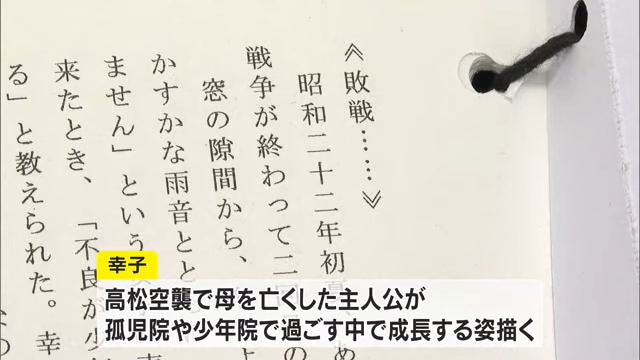 《敗戦……》
昭和二十二年初夏
戦争が終わって二
窓の隙間から、
かすかな雨音とと
ません」という
来たとき、「不良が少
る」と教えられた。幸
幸子
高松空襲で母を亡くした主人公が
孤児院や少年院で過ごす中で成長する姿描く